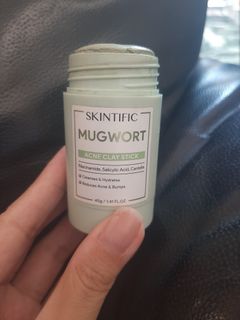 SKINTIFIC
MUGWORT
ACNE CLAY STICK
Niacinamide, Salicylic Acid, Centella
Cleanses & Hydrates
Reduces Acne & Bumps
40g / 1.41 FL.OZ